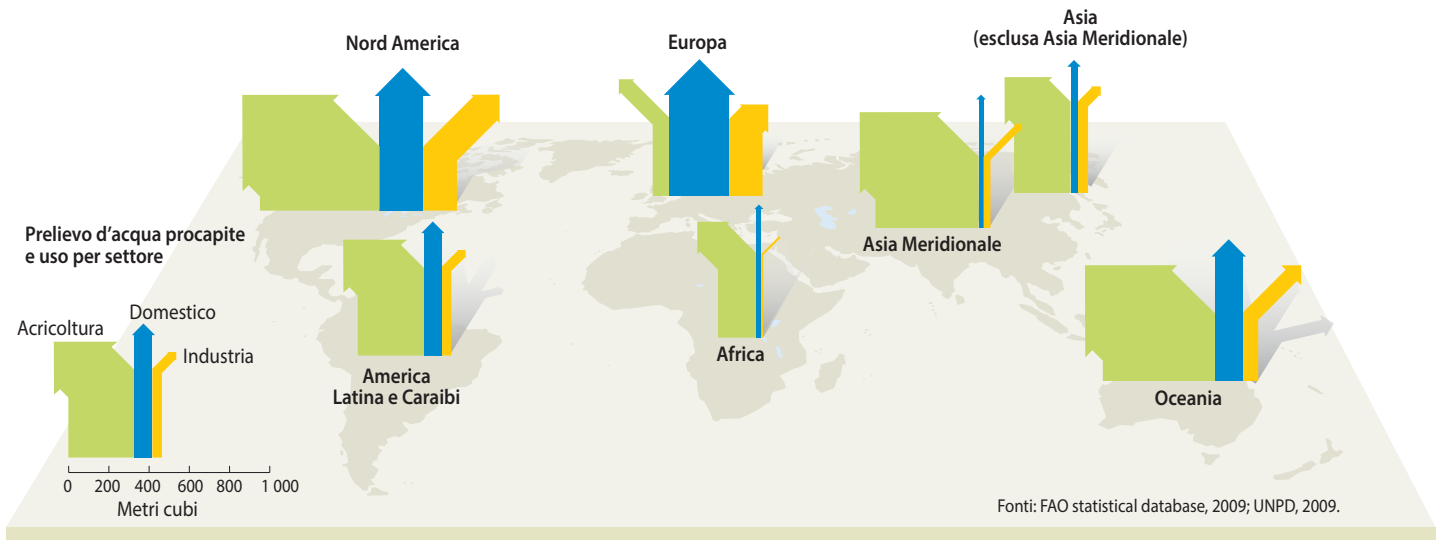 Nord America
Europa
Asia
(esclusa Asia Meridionale)
Prelievo d'acqua procapite
e uso per settore
Asia Meridionale
Acricoltura
Domestico
Industria
America
Latina e Caraibi
Africa
Oceania
0 200 400 600 800 1 000
Metri cubi
Fonti: FAO statistical database, 2009; UNPD, 2009.